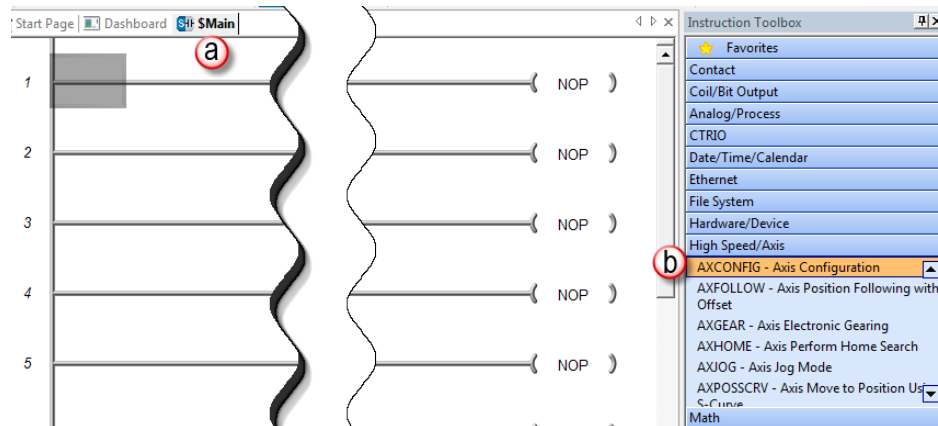 Start Page
Dashboard
$Main
a
1
NOP
2
NOP
3
NOP
4
NOP
5
NOP
Instruction Toolbox
Favorites
Contact
Coil/Bit Output
Analog/Process
CTRIO
Date/Time/Calendar
Ethernet
File System
Hardware/Device
High Speed/Axis
b
AXCONFIG - Axis Configuration
AXFOLLOW - Axis Position Following with
Offset
AXGEAR - Axis Electronic Gearing
AXHOME - Axis Perform Home Search
AXJOG - Axis Jog Mode
AXPOSSCRV - Axis Move to Position
S-Curve
Math